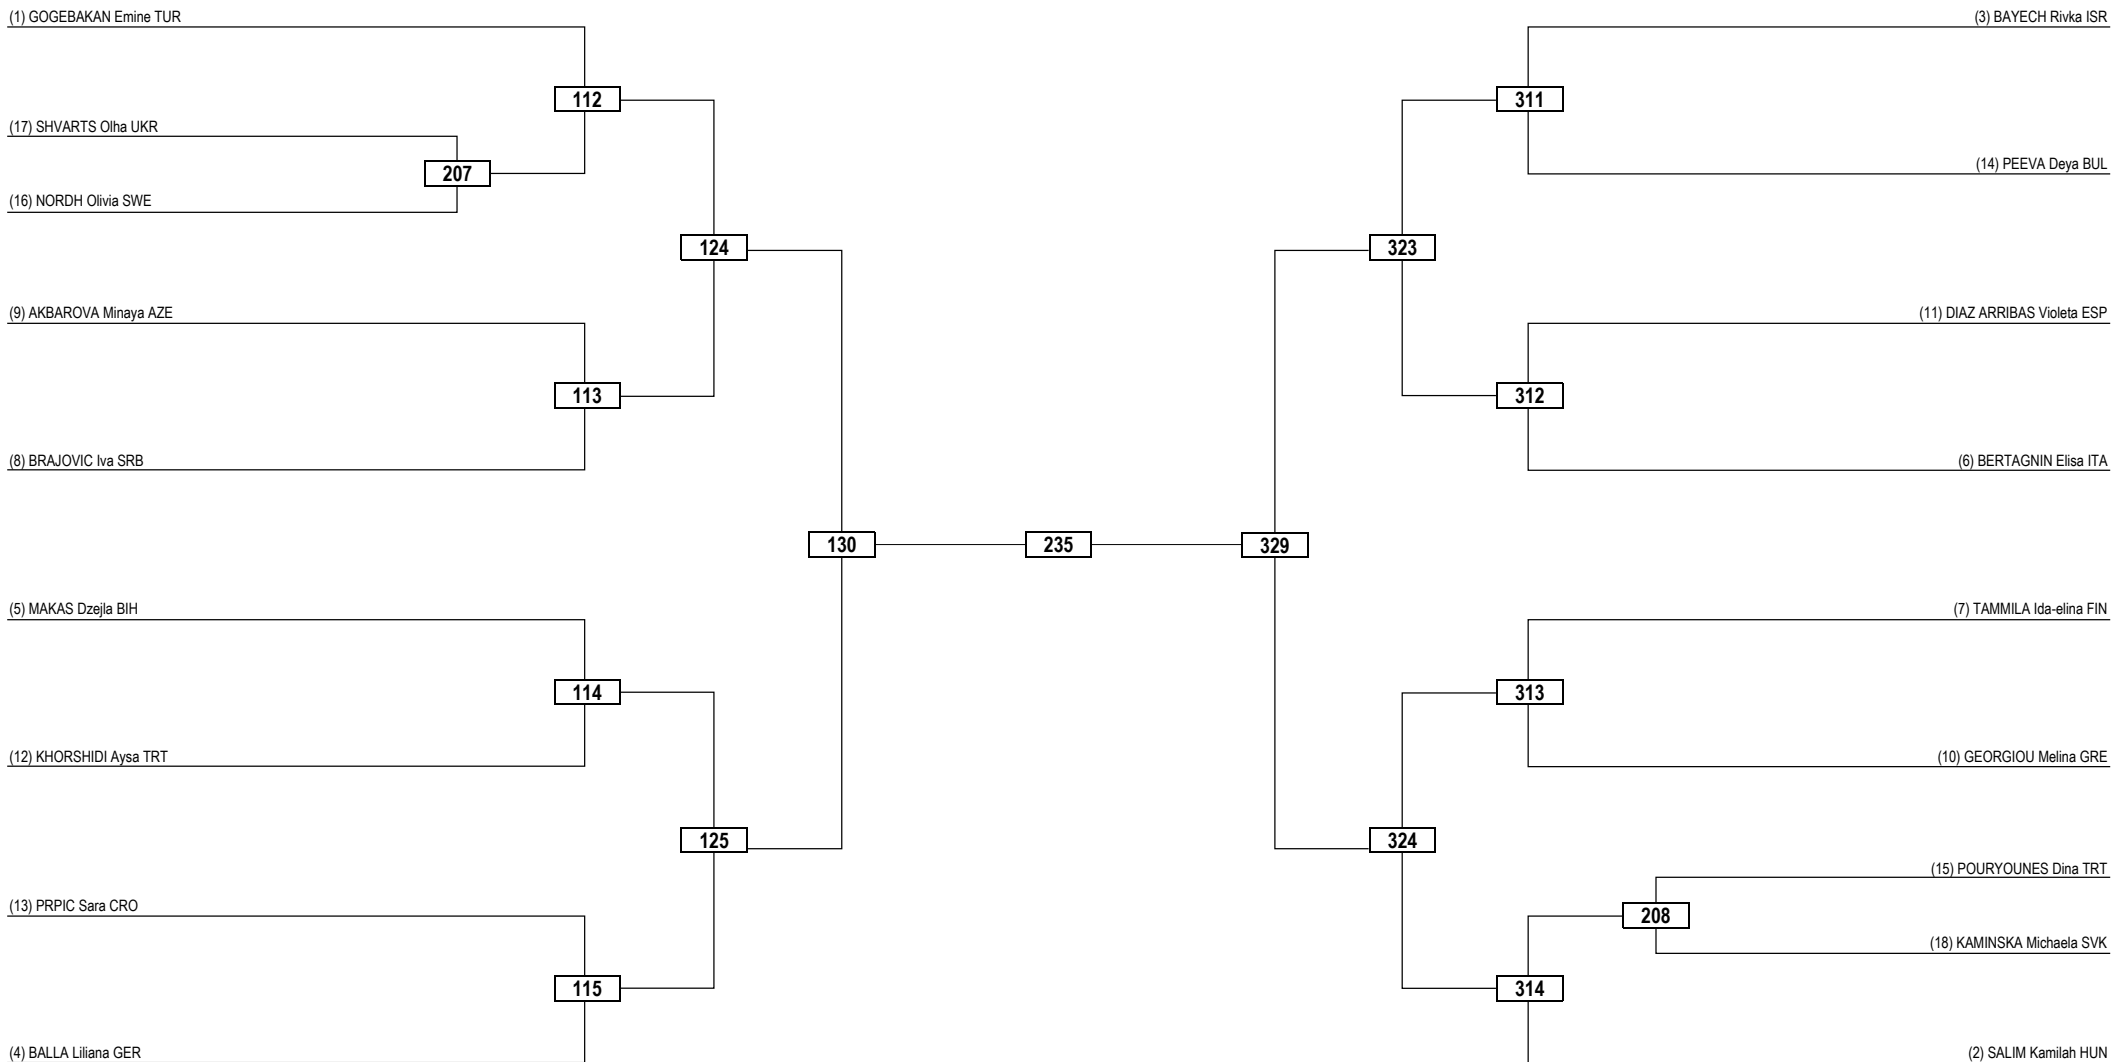 (1) GOGEBAKAN Emine TUR
(3) BAYECH Rivka ISR
112
311
(17) SHVARTS Olha UKR
207
(14) PEEVA Deya BUL
(16) NORDH Olivia SWE
124
323
(9) AKBAROVA Minaya AZE
(11) DIAZ ARRIBAS Violeta ESP
113
312
(8) BRAJOVIC Iva SRB
(6) BERTAGNIN Elisa ITA
130
235
329
(5) MAKAS Dzejla BIH
(7) TAMMILA Ida-elina FIN
114
313
(12) KHORSHIDI Aysa TRT
(10) GEORGIOU Melina GRE
125
324
(15) POURYOUNES Dina TRT
(13) PRPIC Sara CRO
208
(18) KAMINSKA Michaela SVK
115
314
(4) BALLA Liliana GER
(2) SALIM Kamilah HUN